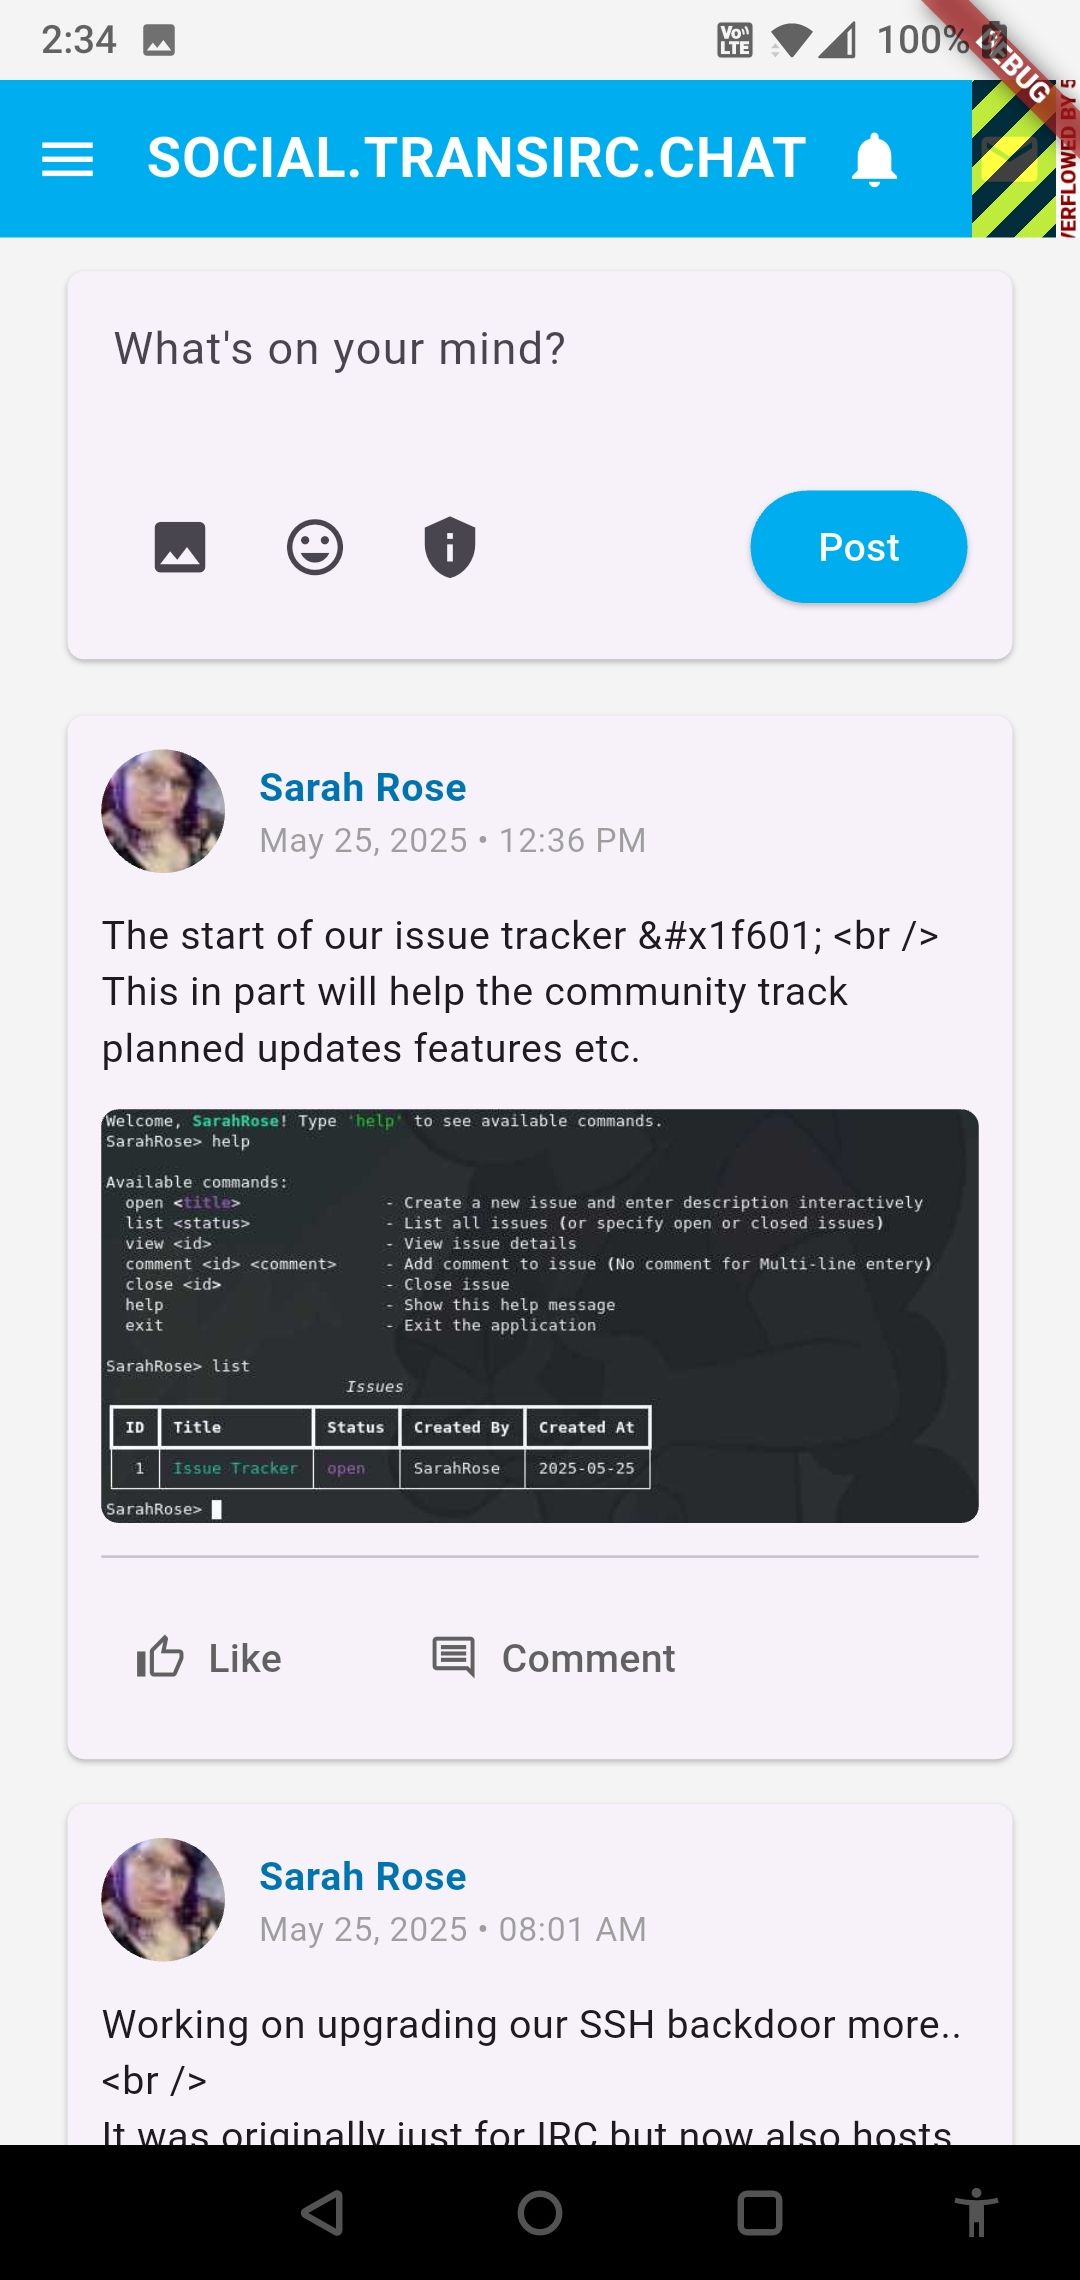 2:34
Vo)) LTE
100%
DEBUG
SOCIAL.TRANSIRC.CHAT
VERFLOWED BY 5
What's on your mind?
Post
Sarah Rose
May 25, 2025 • 12:36 PM
The start of our issue tracker &#x1f601; <br />
This in part will help the community track
planned updates features etc.
Welcome, SarahRose! Type 'help' to see available commands.
SarahRose> help
Available commands:
open <title> - Create a new issue and enter description interactively
list <status> - List all issues (or specify open or closed issues)
view <id> - View issue details
comment <id> <comment> - Add comment to issue (No comment for Multi-line entery)
close <id> - Close issue
help - Show this help message
exit - Exit the application
SarahRose> list
Issues
ID Title Status Created By Created At
1 Issue Tracker open SarahRose 2025-05-25
SarahRose>
Like Comment
Sarah Rose
May 25, 2025 • 08:01 AM
Working on upgrading our SSH backdoor more..
<br />
It was originally just for IRC but now also hosts